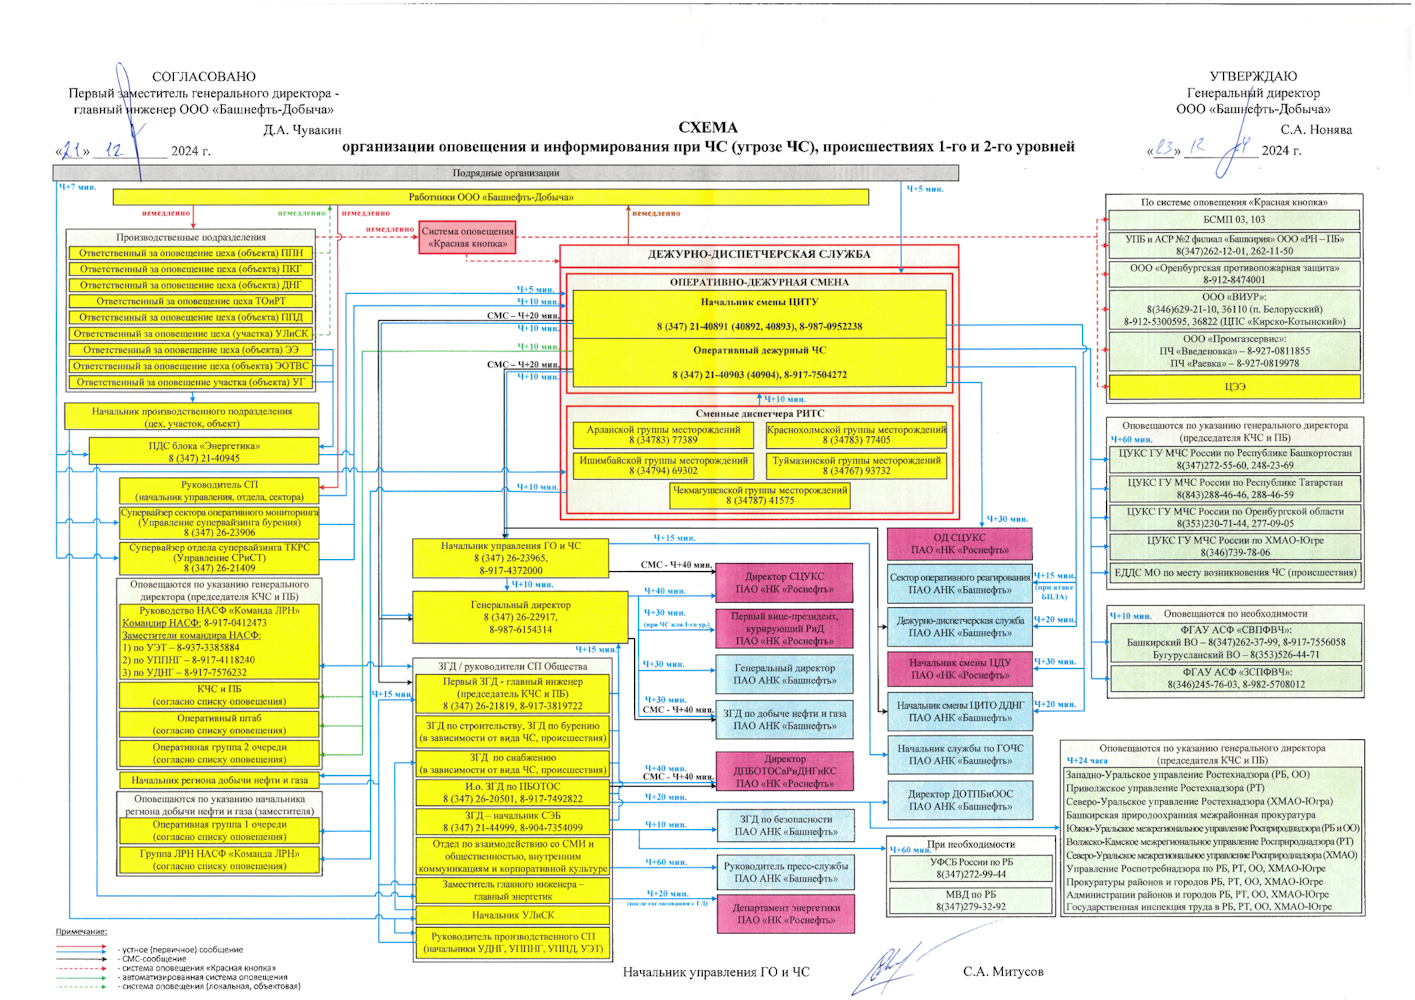 СОГЛАСОВАНО
Первый заместитель генерального директора -
главный инженер ООО «Башнефть-Добыча»
Д.А. Чувакин
«21» 12 2024 г.
УТВЕРЖДАЮ
Генеральный директор
ООО «Башнефть-Добыча»
С.А. Нонява
«23» 12 2024 г.
СХЕМА
организации оповещения и информирования при ЧС (угрозе ЧС), происшествиях 1-го и 2-го уровней
Подрядные организации
Ч+7 мин.
Ч+5 мин.
Работники ООО «Башнефть-Добыча»
немедленно
немедленно
немедленно
немедленно
немедленно
Система оповещения
«Красная кнопка»
Производственные подразделения
Ответственный за оповещение цеха (объекта) ППН
Ответственный за оповещение цеха (объекта) ПКГ
Ответственный за оповещение цеха (объекта) ДНГ
Ответственный за оповещение цеха ТОиРТ
Ответственный за оповещение цеха (объекта) ППД
Ответственный за оповещение цеха (участка) УЛиСК
Ответственный за оповещение цеха (объекта) ЭЭ
Ответственный за оповещение цеха (объекта) ЭОТВС
Ответственный за оповещение участка (объекта) УГ
Начальник производственного подразделения
(цех, участок, объект)
ПДС блока «Энергетика»
8 (347) 21-40945
Руководитель СП
(начальник управления, отдела, сектора)
Супервайзер сектора оперативного мониторинга
(Управление супервайзинга бурения)
8 (347) 26-23906
Супервайзер отдела супервайзинга ТКРС
(Управление СРиСТ)
8 (347) 26-21409
Оповещаются по указанию генерального
директора (председателя КЧС и ПБ)
Руководство НАСФ «Команда ЛРН»
Командир НАСФ: 8-917-0412473
Заместители командира НАСФ:
1) по УЭТ – 8-937-3385884
2) по УППНГ – 8-917-4118240
3) по УДНГ – 8-917-7576232
КЧС и ПБ
(согласно списку оповещения)
Оперативный штаб
(согласно списку оповещения)
Оперативная группа 2 очереди
(согласно списку оповещения)
Начальник региона добычи нефти и газа
Оповещаются по указанию начальника
региона добычи нефти и газа (заместителя)
Оперативная группа 1 очереди
(согласно списку оповещения)
Группа ЛРН НАСФ «Команда ЛРН»
(согласно списку оповещения)
ДЕЖУРНО-ДИСПЕТЧЕРСКАЯ СЛУЖБА
ОПЕРАТИВНО-ДЕЖУРНАЯ СМЕНА
Начальник смены ЦИТУ
8 (347) 21-40891 (40892, 40893), 8-987-0952238
Оперативный дежурный ЧС
8 (347) 21-40903 (40904), 8-917-7504272
Ч+5 мин.
Ч+10 мин.
СМС – Ч+20 мин.
Ч+10 мин.
Ч+10 мин.
СМС – Ч+20 мин.
Ч+10 мин.
Ч+10 мин.
Сменные диспетчера РИТС
Арланской группы месторождений
8 (34783) 77389
Краснохолмской группы месторождений
8 (34783) 77405
Ишимбайской группы месторождений
8 (34794) 69302
Туймазинской группы месторождений
8 (34767) 93732
Чекмагушевской группы месторождений
8 (34787) 41575
Ч+10 мин.
Начальник управления ГО и ЧС
8 (347) 26-23965,
8-917-4372000
Ч+10 мин.
Генеральный директор
8 (347) 26-22917,
8-987-6154314
Ч+15 мин.
Ч+15 мин.
Ч+15 мин.
ЗГД / руководители СП Общества
Первый ЗГД - главный инженер
(председатель КЧС и ПБ)
8 (347) 26-21819, 8-917-3819722
ЗГД по строительству, ЗГД по бурению
(в зависимости от вида ЧС, происшествия)
ЗГД по снабжению
(в зависимости от вида ЧС, происшествия)
И.о. ЗГД по ПБОТОС
8 (347) 26-20501, 8-917-7492822
ЗГД – начальник СЭБ
8 (347) 21-44999, 8-904-7354099
Отдел по взаимодействию со СМИ и
общественностью, внутренним
коммуникациям и корпоративной культуре
Заместитель главного инженера –
главный энергетик
Начальник УЛиСК
Руководитель производственного СП
(начальники УДНГ, УППНГ, УППД, УЭТ)
СМС - Ч+40 мин.
Ч+40 мин.
Ч+30 мин.
(при ЧС или 1-го ур.)
Ч+30 мин.
Ч+30 мин.
СМС - Ч+40 мин.
Ч+40 мин.
СМС - Ч+40 мин.
Ч+20 мин.
Ч+10 мин.
Ч+60 мин.
Ч+20 мин.
(после согласования с ГД)
Директор СЦУКС
ПАО «НК «Роснефть»
Первый вице-президент,
курирующий РиД
ПАО «НК «Роснефть»
Генеральный директор
ПАО АНК «Башнефть»
ЗГД по добыче нефти и газа
ПАО АНК «Башнефть»
Директор
ДПБОТОСвРиДНГиКС
ПАО «НК «Роснефть»
ЗГД по безопасности
ПАО АНК «Башнефть»
Руководитель пресс-службы
ПАО АНК «Башнефть»
Департамент энергетики
ПАО «НК «Роснефть»
Ч+30 мин.
ОД СЦУКС
ПАО «НК «Роснефть»
Сектор оперативного реагирования
ПАО АНК «Башнефть»
Ч+15 мин.
(при атаке
БПЛА)
Дежурно-диспетчерская служба
ПАО АНК «Башнефть»
Ч+20 мин.
Начальник смены ЦДУ
ПАО «НК «Роснефть»
Ч+30 мин.
Начальник смены ЦИТО ДДНГ
ПАО АНК «Башнефть»
Ч+20 мин.
Начальник службы по ГОЧС
ПАО АНК «Башнефть»
Директор ДОТПБиООС
ПАО АНК «Башнефть»
При необходимости
Ч+60 мин.
УФСБ России по РБ
8(347)272-99-44
МВД по РБ
8(347)279-32-92
По системе оповещения «Красная кнопка»
БСМП 03, 103
УПБ и АСР №2 филиал «Башкирия» ООО «РН – ПБ»
8(347)262-12-01, 262-11-50
ООО «Оренбургская противопожарная защита»
8-912-8474001
ООО «ВИУР»:
8(346)629-21-10, 36110 (п. Белорусский)
8-912-5300595, 36822 (ЦПС «Кирско-Котынский»)
ООО «Промгазсервис»:
ПЧ «Введеновка» – 8-927-0811855
ПЧ «Раевка» – 8-927-0819978
ЦЭЭ
Оповещаются по указанию генерального директора
(председателя КЧС и ПБ)
Ч+60 мин.
ЦУКС ГУ МЧС России по Республике Башкортостан
8(347)272-55-60, 248-23-69
ЦУКС ГУ МЧС России по Республике Татарстан
8(843)288-46-46, 288-46-59
ЦУКС ГУ МЧС России по Оренбургской области
8(353)230-71-44, 277-09-05
ЦУКС ГУ МЧС России по ХМАО-Югре
8(346)739-78-06
ЕДДС МО по месту возникновения ЧС (происшествия)
Оповещаются по необходимости
Ч+10 мин.
ФГАУ АСФ «СВПФВЧ»:
Башкирский ВО – 8(347)262-37-99, 8-917-7556058
Бугурусланский ВО – 8(353)526-44-71
ФГАУ АСФ «ЗСПФВЧ»:
8(346)245-76-03, 8-982-5708012
Оповещаются по указанию генерального директора
(председателя КЧС и ПБ)
Ч+24 часа
Западно-Уральское управление Ростехнадзора (РБ, ОО)
Приволжское управление Ростехнадзора (РТ)
Северо-Уральское управление Ростехнадзора (ХМАО-Югра)
Башкирская природоохранная межрайонная прокуратура
Южно-Уральское межрегиональное управление Росприроднадзора (РБ и ОО)
Волжско-Камское межрегиональное управление Росприроднадзора (РТ)
Северо-Уральское межрегиональное управление Росприроднадзора (ХМАО)
Управления Роспотребнадзора по РБ, РТ, ОО, ХМАО-Югре
Прокуратуры районов и городов РБ, РТ, ОО, ХМАО-Югре
Администрации районов и городов РБ, РТ, ОО, ХМАО-Югре
Государственная инспекция труда в РБ, РТ, ОО, ХМАО-Югре
Примечание:
- устное (первичное) сообщение
- СМС-сообщение
- система оповещения «Красная кнопка»
- автоматизированная система оповещения
- система оповещения (локальная, объектовая)
Начальник управления ГО и ЧС
С.А. Митусов